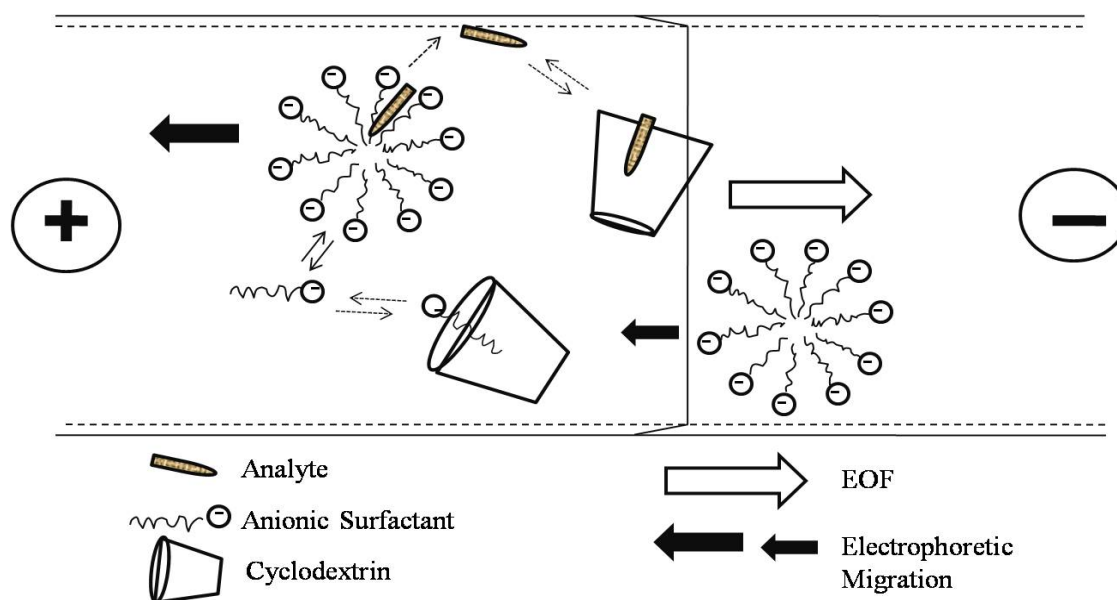 +
−
Analyte
EOF
Anionic Surfactant
Cyclodextrin
Electrophoretic
Migration